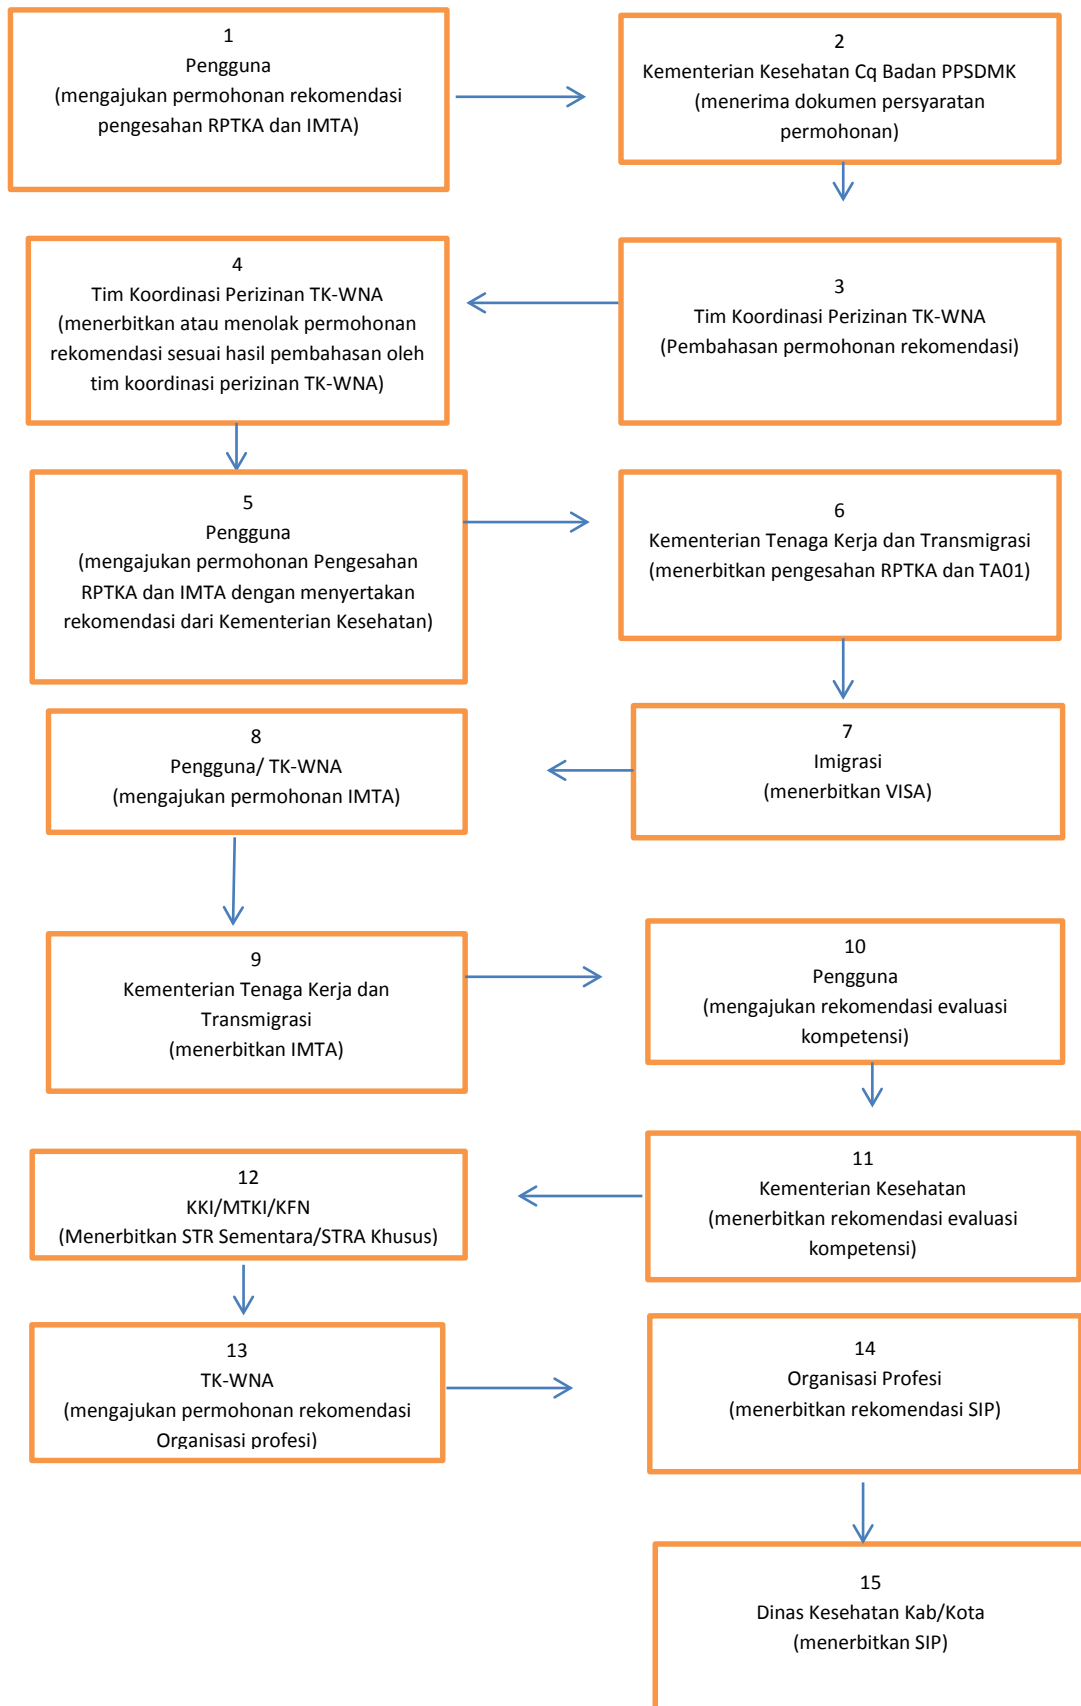 1
Pengguna
(mengajukan permohonan rekomendasi
pengesahan RPTKA dan IMTA)
2
Kementerian Kesehatan Cq Badan PPSDMK
(menerima dokumen persyaratan
permohonan)
3
Tim Koordinasi Perizinan TK-WNA
(Pembahasan permohonan rekomendasi)
4
Tim Koordinasi Perizinan TK-WNA
(menerbitkan atau menolak permohonan
rekomendasi sesuai hasil pembahasan oleh
tim koordinasi perizinan TK-WNA)
5
Pengguna
(mengajukan permohonan Pengesahan
RPTKA dan IMTA dengan menyertakan
rekomendasi dari Kementerian Kesehatan)
6
Kementerian Tenaga Kerja dan Transmigrasi
(menerbitkan pengesahan RPTKA dan TA01)
7
Imigrasi
(menerbitkan VISA)
8
Pengguna/ TK-WNA
(mengajukan permohonan IMTA)
9
Kementerian Tenaga Kerja dan
Transmigrasi
(menerbitkan IMTA)
10
Pengguna
(mengajukan rekomendasi evaluasi
kompetensi)
11
Kementerian Kesehatan
(menerbitkan rekomendasi evaluasi
kompetensi)
12
KKI/MTKI/KFN
(Menerbitkan STR Sementara/STRA Khusus)
13
TK-WNA
(mengajukan permohonan rekomendasi
Organisasi profesi)
14
Organisasi Profesi
(menerbitkan rekomendasi SIP)
15
Dinas Kesehatan Kab/Kota
(menerbitkan SIP)